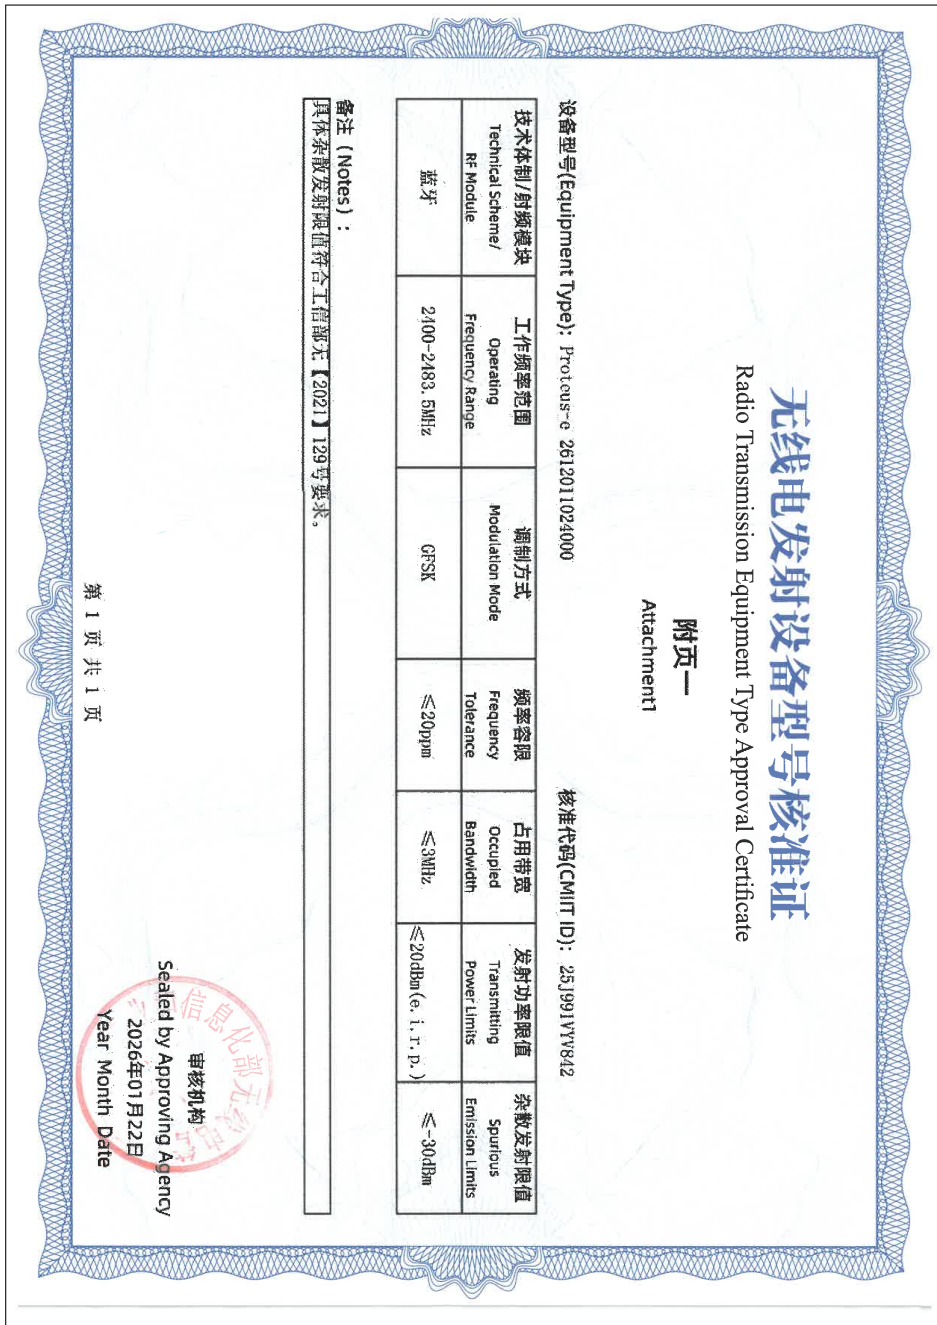 无线电发射设备型号核准证
Radio Transmission Equipment Type Approval Certificate
附页一
Attachment1
设备型号(Equipment Type): Proteus-e 2612011024000 核准代码(CMIIT ID): 25J991VYV842
技术体制/射频模块 工作频率范围 调制方式 频率容限 占用带宽 发射功率限值 杂散发射限值
Technical Scheme/ Operating Modulation Mode Frequency Occupied Transmitting Spurious
RF Module Frequency Range Tolerance Bandwidth Power Limits Emission Limits
蓝牙 2400-2483.5MHz GFSK ≤20ppm ≤3MHz ≤20dBm(e.i.r.p.) ≤-30dBm
备注 (Notes) :
具体杂散发射限值符合工信部无【2021】129号要求。
审核机构
Sealed by Approving Agency
2026年01月22日
Year Month Date
信息化部无线电
第 1 页 共 1 页